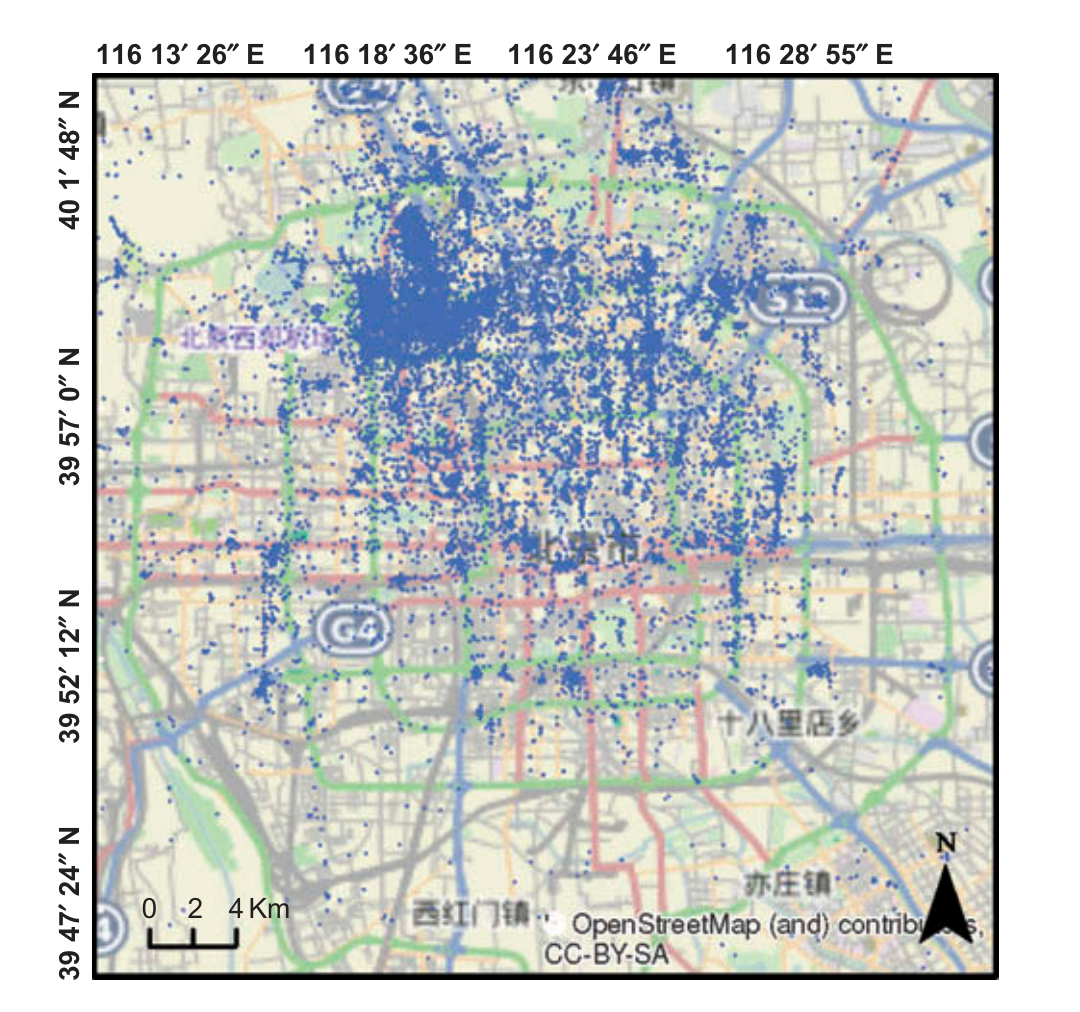 116 13′ 26″ E
116 18′ 36″ E
116 23′ 46″ E
116 28′ 55″ E
40 1′ 48″ N
39 57′ 0″ N
39 52′ 12″ N
39 47′ 24″ N
北京西郊机场
北京市
G4
十八里店乡
亦庄镇
西红门镇
N
0 2 4 Km
OpenStreetMap (and)
CC-BY-SA